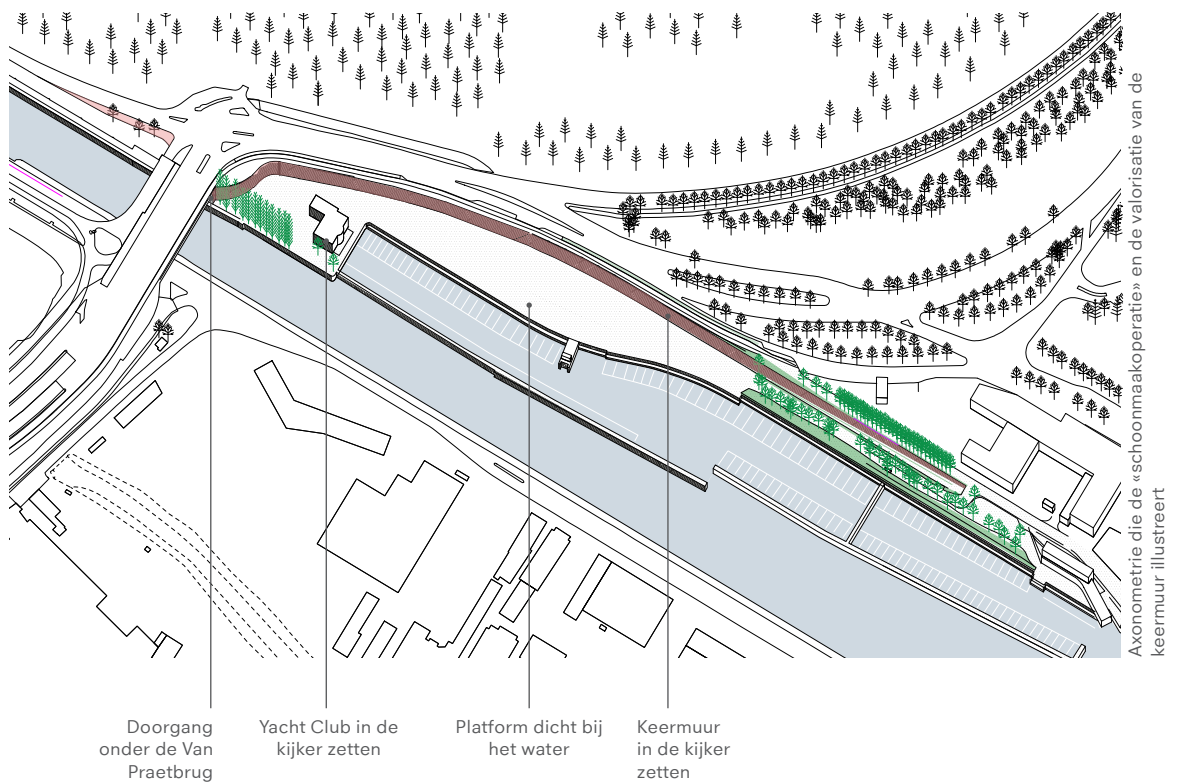 Axonometrie die de «schoonmaakoperatie» en de valorisatie van de
keermuur illustreert
Doorgang
onder de Van
Praetbrug
Yacht Club in de
kijker zetten
Platform dicht bij
het water
Keermuur
in de kijker
zetten